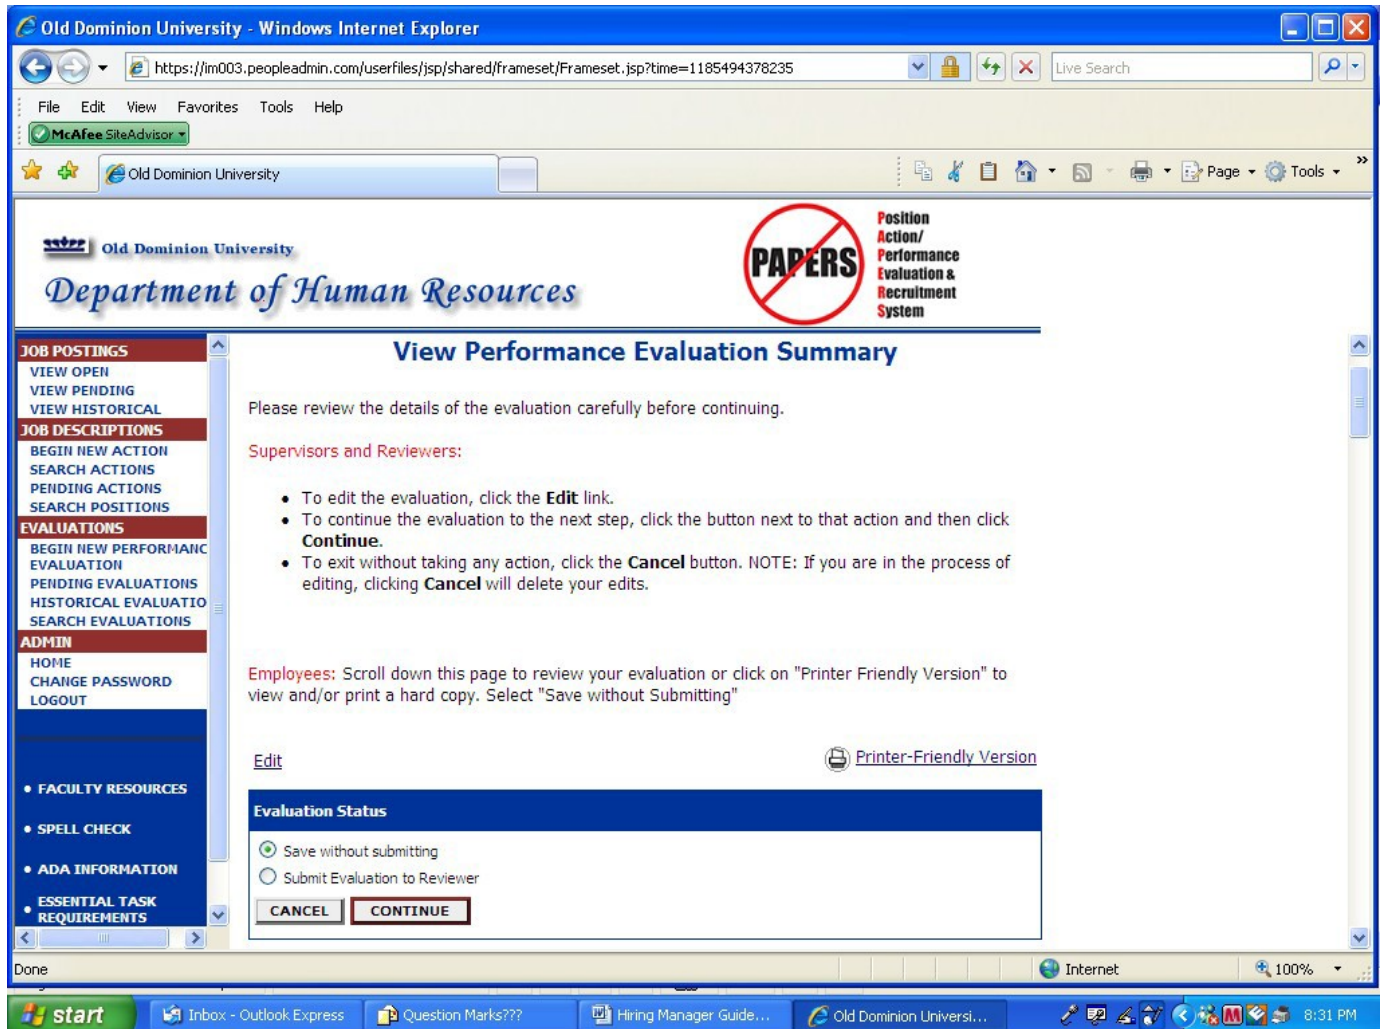 Old Dominion University - Windows Internet Explorer
https://im003.peopleadmin.com/userfiles/jsp/shared/frameset/Frameset.jsp?time=1185494378235
Live Search
File Edit View Favorites Tools Help
McAfee SiteAdvisor
Old Dominion University
Page Tools »
Old Dominion University
Department of Human Resources
PAPERS
Position
Action/
Performance
Evaluation &
Recruitment
System
JOB POSTINGS
VIEW OPEN
VIEW PENDING
VIEW HISTORICAL
JOB DESCRIPTIONS
BEGIN NEW ACTION
SEARCH ACTIONS
PENDING ACTIONS
SEARCH POSITIONS
EVALUATIONS
BEGIN NEW PERFORMANC
EVALUATION
PENDING EVALUATIONS
HISTORICAL EVALUATIO
SEARCH EVALUATIONS
ADMIN
HOME
CHANGE PASSWORD
LOGOUT
• FACULTY RESOURCES
• SPELL CHECK
• ADA INFORMATION
• ESSENTIAL TASK
REQUIREMENTS
View Performance Evaluation Summary
Please review the details of the evaluation carefully before continuing.
Supervisors and Reviewers:
• To edit the evaluation, click the Edit link.
• To continue the evaluation to the next step, click the button next to that action and then click
Continue.
• To exit without taking any action, click the Cancel button. NOTE: If you are in the process of
editing, clicking Cancel will delete your edits.
Employees: Scroll down this page to review your evaluation or click on "Printer Friendly Version" to
view and/or print a hard copy. Select "Save without Submitting"
Edit
Printer-Friendly Version
Evaluation Status
Save without submitting
Submit Evaluation to Reviewer
CANCEL CONTINUE
Done
Internet
100%
start
Inbox - Outlook Express
Question Marks???
Hiring Manager Guide...
Old Dominion Universi...
8:31 PM